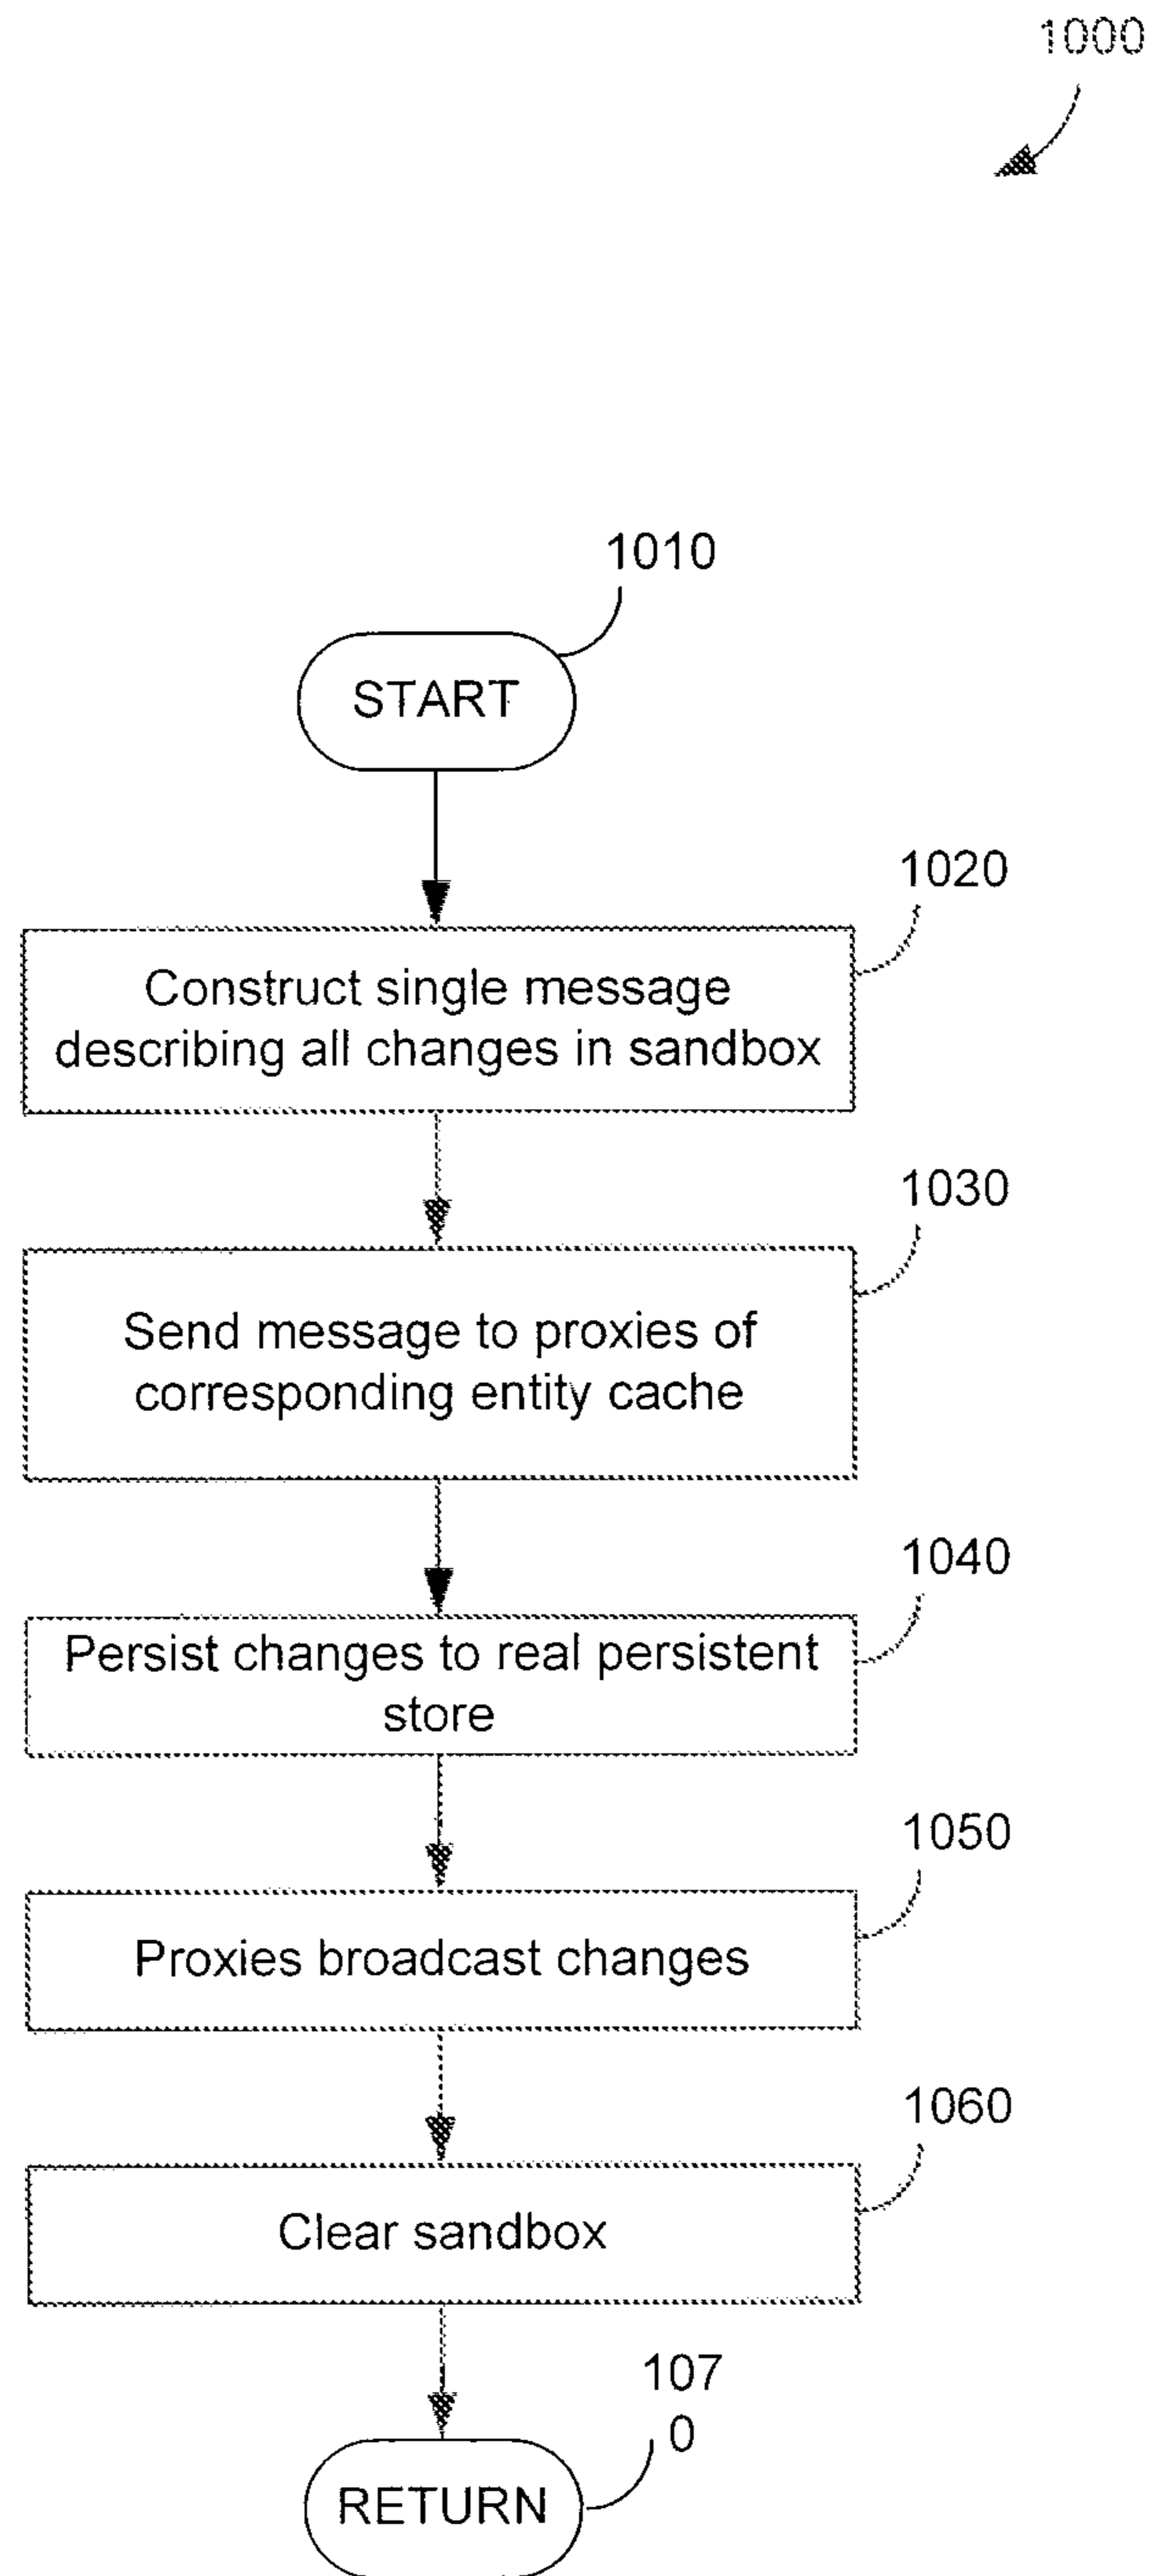 1000
1010
START
1020
Construct single message
describing all changes in sandbox
1030
Send message to proxies of
corresponding entity cache
1040
Persist changes to real persistent
store
1050
Proxies broadcast changes
1060
Clear sandbox
107
0
RETURN